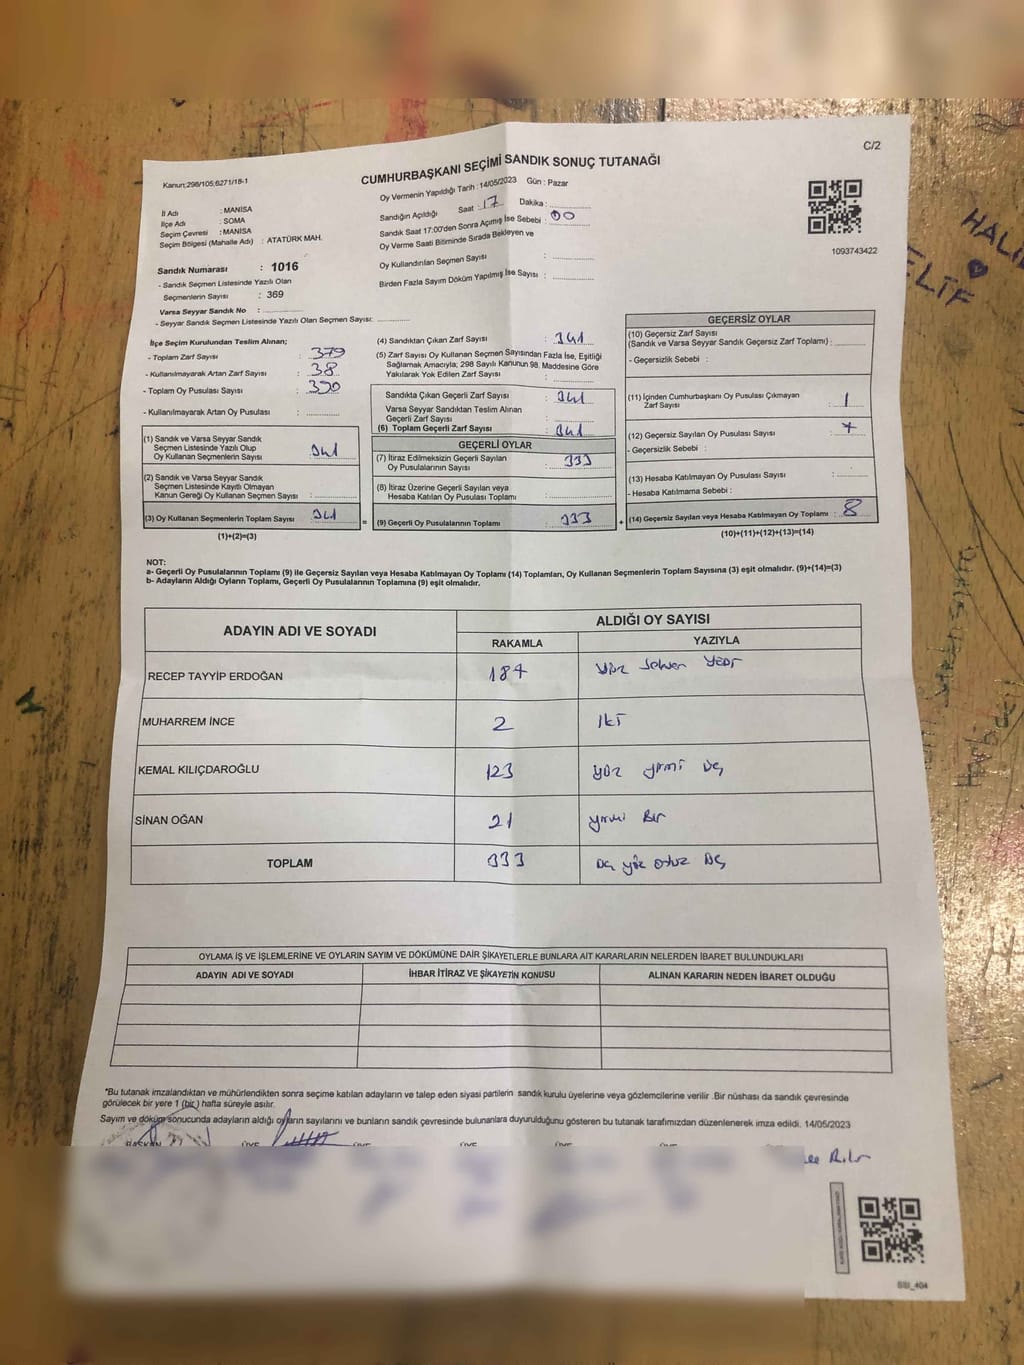 C/2
Kanun;298/105;6271/18-1
CUMHURBAŞKANI SEÇİMİ SANDIK SONUÇ TUTANAĞI
Oy Vermenin Yapıldığı Tarih : 14/05/2023 Gün : Pazar
Sandığın Açıldığı Saat : 17 Dakika : 00
Sandık Saat 17:00'den Sonra Açımış İse Sebebi :
Oy Verme Saati Bitiminde Sırada Bekleyen ve
Oy Kullandırılan Seçmen Sayısı :
Birden Fazla Sayım Döküm Yapılmış İse Sayısı :
1093743422
İl Adı : MANİSA
İlçe Adı : SOMA
Seçim Çevresi : MANİSA
Seçim Bölgesi (Mahalle Adı) : ATATÜRK MAH.
Sandık Numarası : 1016
- Sandık Seçmen Listesinde Yazılı Olan
Seçmenlerin Sayısı : 369
Varsa Seyyar Sandık No :
- Seyyar Sandık Seçmen Listesinde Yazılı Olan Seçmen Sayısı:
İlçe Seçim Kurulundan Teslim Alınan;
- Toplam Zarf Sayısı : 379
- Kullanılmayarak Artan Zarf Sayısı : 38
- Toplam Oy Pusulası Sayısı : 390
- Kullanılmayarak Artan Oy Pusulası :
(1) Sandık ve Varsa Seyyar Sandık
Seçmen Listesinde Yazılı Olup
Oy Kullanan Seçmenlerin Sayısı : 341
(2) Sandık ve Varsa Seyyar Sandık
Seçmen Listesinde Kayıtlı Olmayan
Kanun Gereği Oy Kullanan Seçmen Sayısı :
(3) Oy Kullanan Seçmenlerin Toplam Sayısı : 341
(1)+(2)=(3)
(4) Sandıktan Çıkan Zarf Sayısı : 341
(5) Zarf Sayısı Oy Kullanan Seçmen Sayısından Fazla İse, Eşitliği
Sağlamak Amacıyla; 298 Sayılı Kanunun 98. Maddesine Göre
Yakılarak Yok Edilen Zarf Sayısı :
Sandıkta Çıkan Geçerli Zarf Sayısı : 341
Varsa Seyyar Sandıktan Teslim Alınan
Geçerli Zarf Sayısı :
(6) Toplam Geçerli Zarf Sayısı : 341
GEÇERLİ OYLAR
(7) İtiraz Edilmeksizin Geçerli Sayılan
Oy Pusulalarının Sayısı : 333
(8) İtiraz Üzerine Geçerli Sayılan veya
Hesaba Katılan Oy Pusulası Toplamı :
= (9) Geçerli Oy Pusulalarının Toplamı : 333 +
GEÇERSİZ OYLAR
(10) Geçersiz Zarf Sayısı
(Sandık ve Varsa Seyyar Sandık Geçersiz Zarf Toplamı) :
- Geçersizlik Sebebi :
(11) İçinden Cumhurbaşkanı Oy Pusulası Çıkmayan
Zarf Sayısı : 1
(12) Geçersiz Sayılan Oy Pusulası Sayısı : 7
- Geçersizlik Sebebi :
(13) Hesaba Katılmayan Oy Pusulası Sayısı :
- Hesaba Katılmama Sebebi :
(14) Geçersiz Sayılan veya Hesaba Katılmayan Oy Toplamı : 8
(10)+(11)+(12)+(13)=(14)
NOT:
a- Geçerli Oy Pusulasının Toplamı (9) ile Geçersiz Sayılan veya Hesaba Katılmayan Oy Toplamı (14) Toplamları, Oy Kullanan Seçmenlerin Toplam Sayısına (3) eşit olmalıdır. (9)+(14)=(3)
b- Adayların Aldığı Oyların Toplamı, Geçerli Oy Pusulalarının Toplamına (9) eşit olmalıdır.
ADAYIN ADI VE SOYADI ALDIĞI OY SAYISI
RAKAMLA YAZIYLA
RECEP TAYYİP ERDOĞAN 187 yüz seksen yedi
MUHARREM İNCE 2 İKİ
KEMAL KILIÇDAROĞLU 123 yüz yirmi üç
SİNAN OĞAN 21 yirmi Bir
TOPLAM 333 üç yüz otuz üç
OYLAMA İŞ VE İŞLEMLERİNE VE OYLARIN SAYIM VE DÖKÜMÜNE DAİR ŞİKAYETLERLE BUNLARA AİT KARARLARIN NELERDEN İBARET BULUNDUKLARI
ADAYIN ADI VE SOYADI İHBAR İTİRAZ VE ŞİKAYETİN KONUSU ALINAN KARARIN NEDEN İBARET OLDUĞU
*Bu tutanak imzalandıktan ve mühürlendikten sonra seçime katılan adayların ve talep eden siyasi partilerin sandık kurulu üyelerine veya gözlemcilerine verilir .Bir nüshası da sandık çevresinde
görülecek bir yere 1 (bir) hafta süreyle asılır.
Sayım ve döküm sonucunda adayların aldığı oyların sayılarını ve bunların sandık çevresinde bulunanlara duyurulduğunu gösteren bu tutanak tarafımızdan düzenlenerek imza edildi. 14/05/2023
BAŞKAN ÜYE ÜYE ÜYE ÜYE ÜYE
SSI_404
ELİF